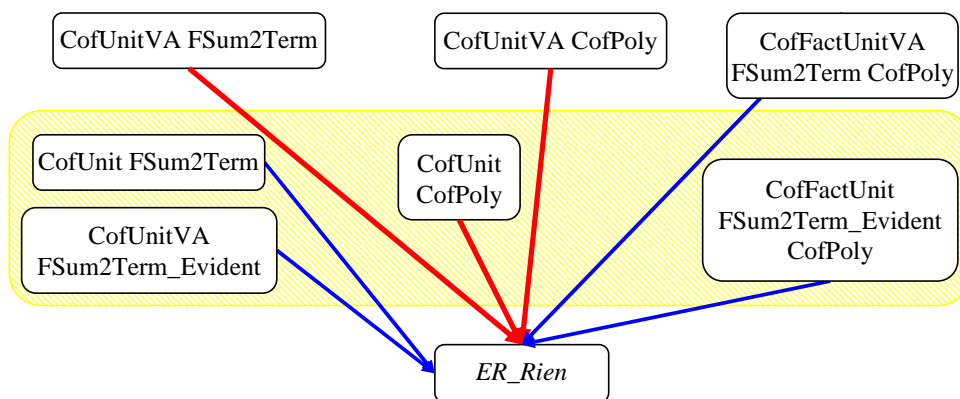 CofUnitVA FSum2Term
CofUnitVA CofPoly
CofFactUnitVA
FSum2Term CofPoly
CofUnit FSum2Term
CofUnit
CofPoly
CofFactUnit
FSum2Term_Evident
CofPoly
CofUnitVA
FSum2Term_Evident
ER_Rien